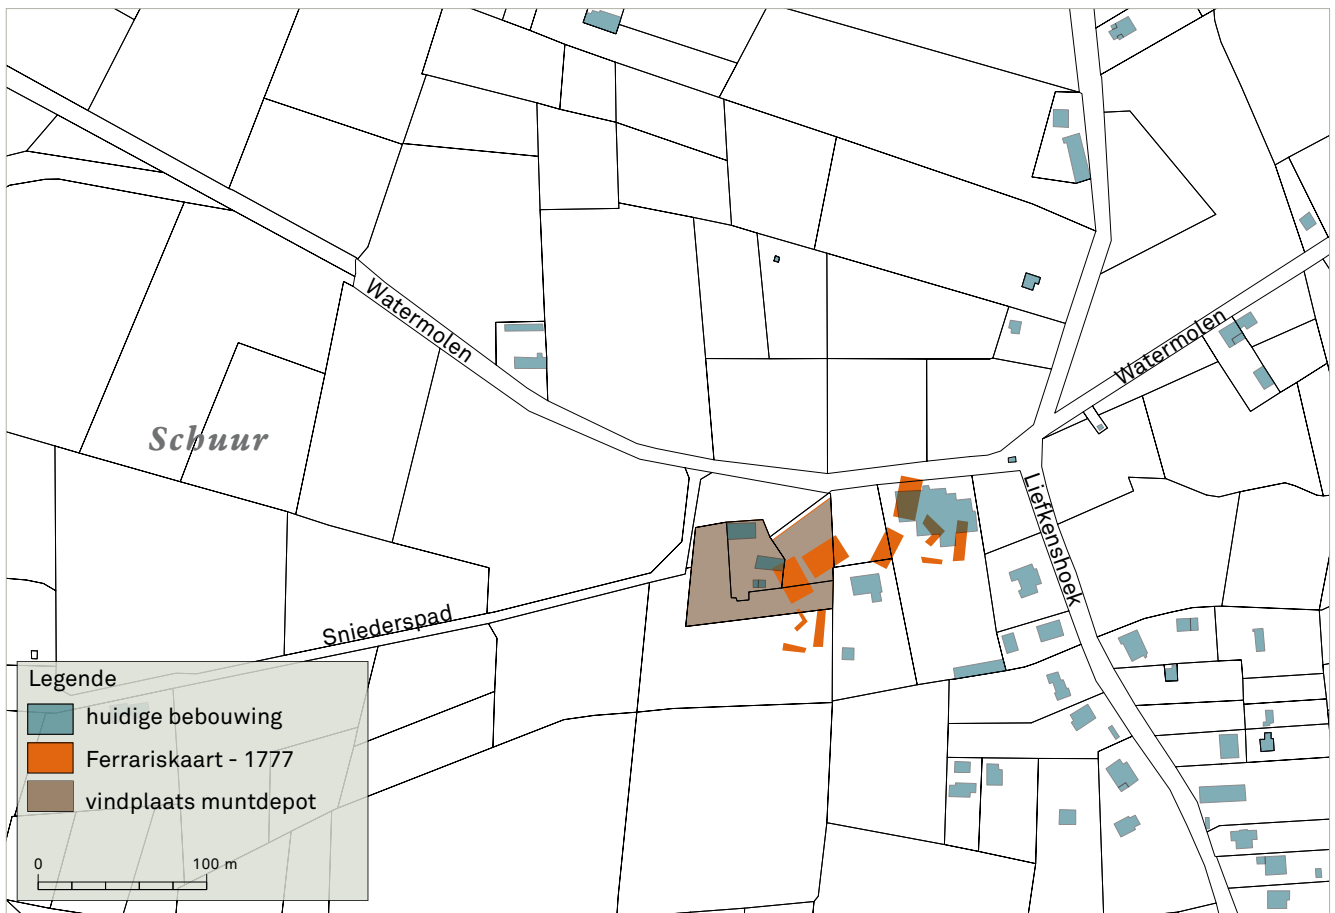 Watermolen
Watermolen
Schuur
Liefkenshoek
Sniederspad
Legende
huidige bebouwing
Ferrariskaart - 1777
vindplaats muntdepot
0 100 m